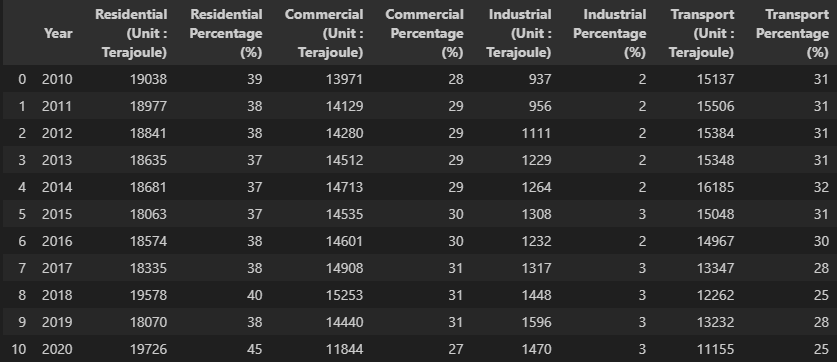 Year Residential (Unit : Terajoule) Residential Percentage (%) Commercial (Unit : Terajoule) Commercial Percentage (%) Industrial (Unit : Terajoule) Industrial Percentage (%) Transport (Unit : Terajoule) Transport Percentage (%)
0 2010 19038 39 13971 28 937 2 15137 31
1 2011 18977 38 14129 29 956 2 15506 31
2 2012 18841 38 14280 29 1111 2 15384 31
3 2013 18635 37 14512 29 1229 2 15348 31
4 2014 18681 37 14713 29 1264 2 16185 32
5 2015 18063 37 14535 30 1308 3 15048 31
6 2016 18574 38 14601 30 1232 2 14967 30
7 2017 18335 38 14908 31 1317 3 13347 28
8 2018 19578 40 15253 31 1448 3 12262 25
9 2019 18070 38 14440 31 1596 3 13232 28
10 2020 19726 45 11844 27 1470 3 11155 25